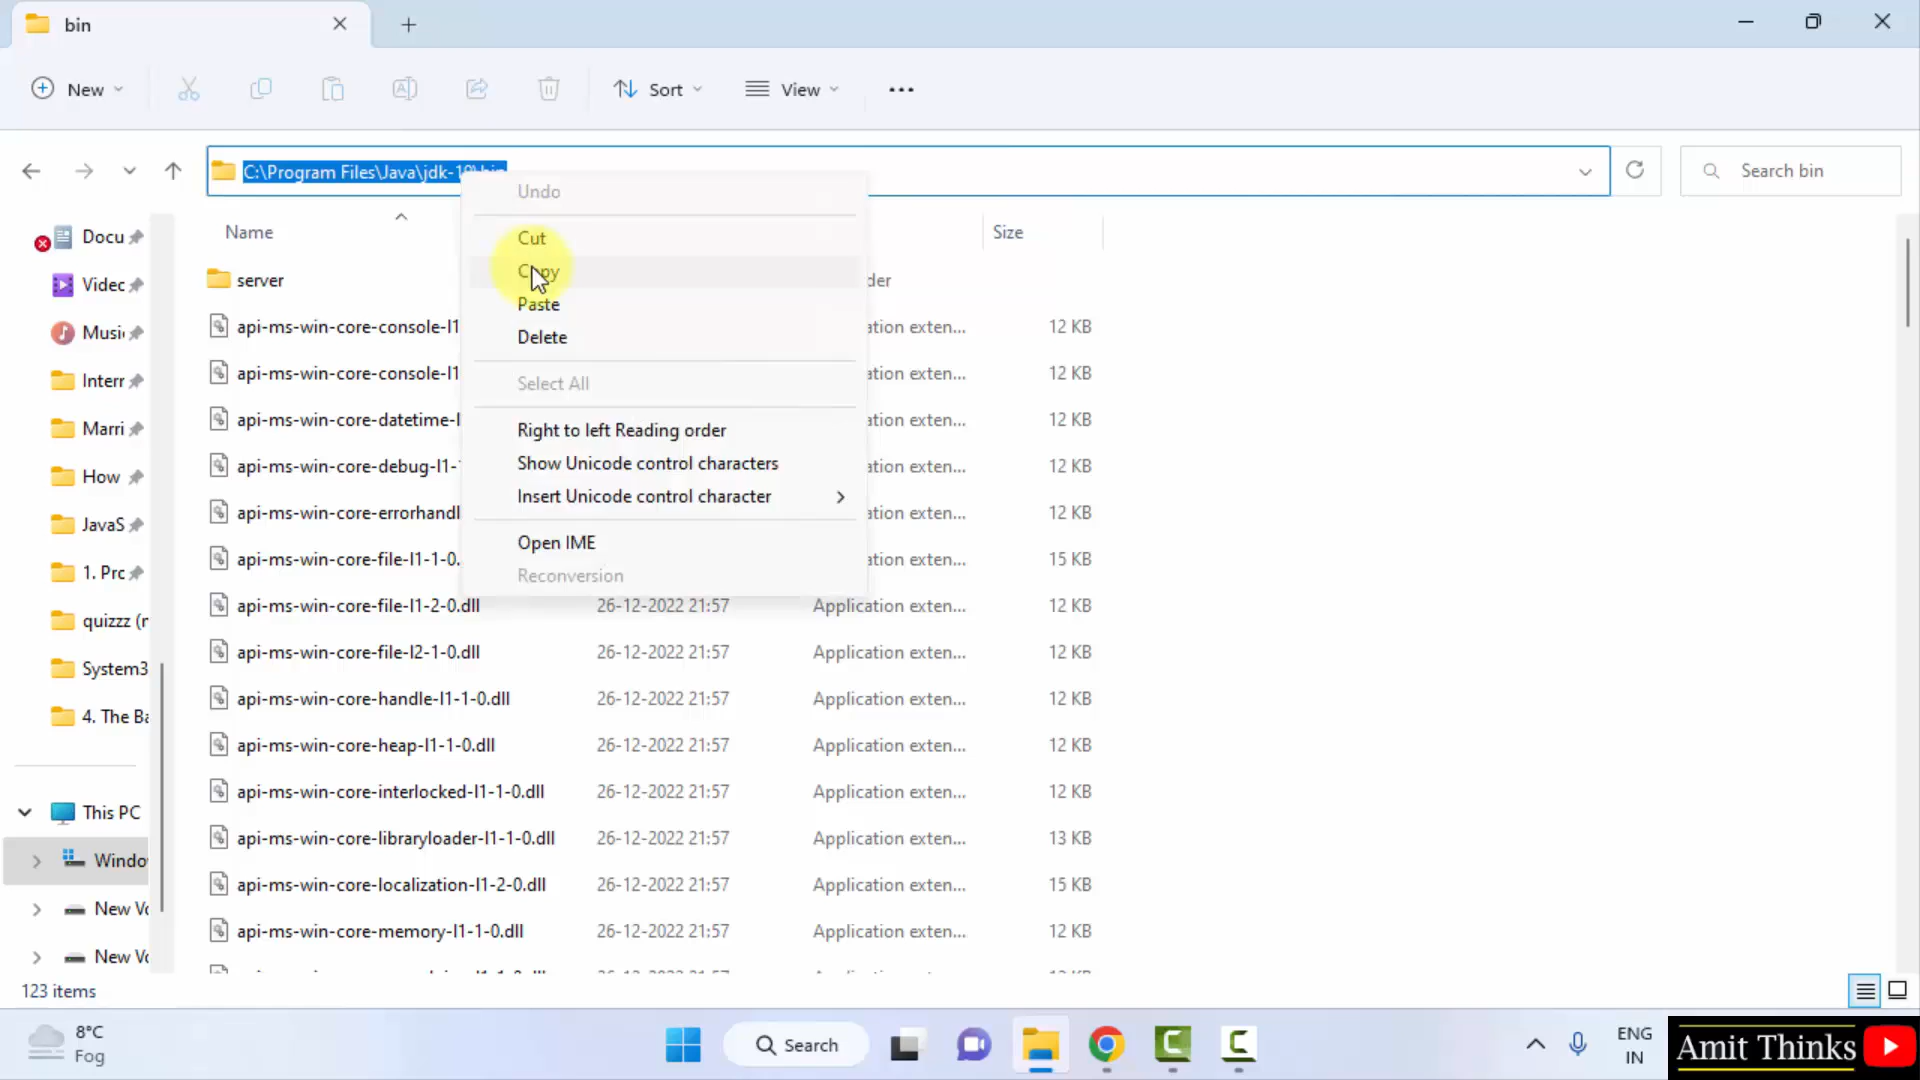 bin
New
Sort
View
C:\Program Files\Java\jdk-19\bin
Search bin
Name
Size
Docu
Videc
Musi
Interr
Marri
How
JavaS
1. Prc
quizzz (r
System3
4. The Ba
This PC
Windo
New Vo
New Vo
Undo
Cut
Copy
Paste
Delete
Select All
Right to left Reading order
Show Unicode control characters
Insert Unicode control character
Open IME
Reconversion
server der
api-ms-win-core-console-l1 ation exten... 12 KB
api-ms-win-core-console-l1 ation exten... 12 KB
api-ms-win-core-datetime-l ation exten... 12 KB
api-ms-win-core-debug-l1- ation exten... 12 KB
api-ms-win-core-errorhandl ation exten... 12 KB
api-ms-win-core-file-l1-1-0. ation exten... 15 KB
api-ms-win-core-file-l1-2-0.dll 26-12-2022 21:57 Application exten... 12 KB
api-ms-win-core-file-l2-1-0.dll 26-12-2022 21:57 Application exten... 12 KB
api-ms-win-core-handle-l1-1-0.dll 26-12-2022 21:57 Application exten... 12 KB
api-ms-win-core-heap-l1-1-0.dll 26-12-2022 21:57 Application exten... 12 KB
api-ms-win-core-interlocked-l1-1-0.dll 26-12-2022 21:57 Application exten... 12 KB
api-ms-win-core-libraryloader-l1-1-0.dll 26-12-2022 21:57 Application exten... 13 KB
api-ms-win-core-localization-l1-2-0.dll 26-12-2022 21:57 Application exten... 15 KB
api-ms-win-core-memory-l1-1-0.dll 26-12-2022 21:57 Application exten... 12 KB
123 items
8°C
Fog
Search
ENG
IN
Amit Thinks